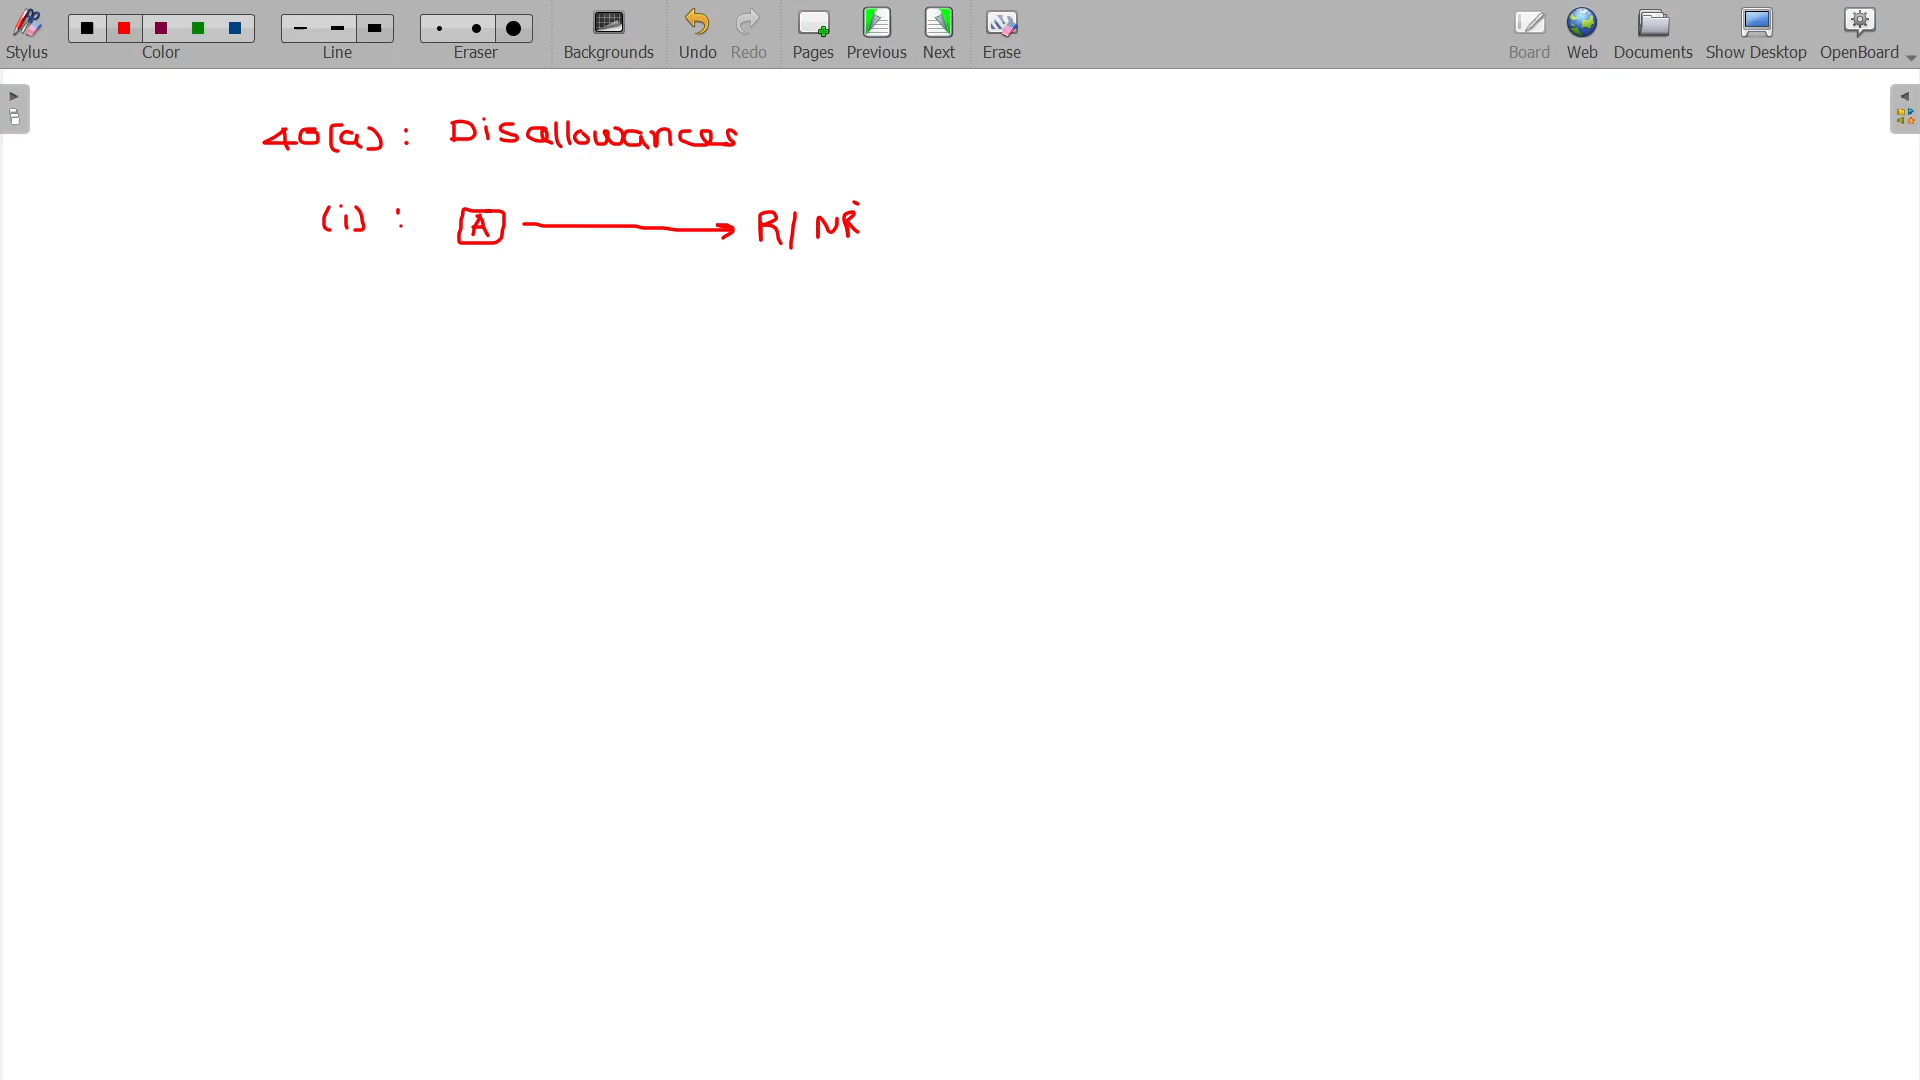 Stylus Color Line Eraser Backgrounds Undo Redo Pages Previous Next Erase Board Web Documents Show Desktop OpenBoard
40(a) : Disallowances
(i) : A → R/ NR